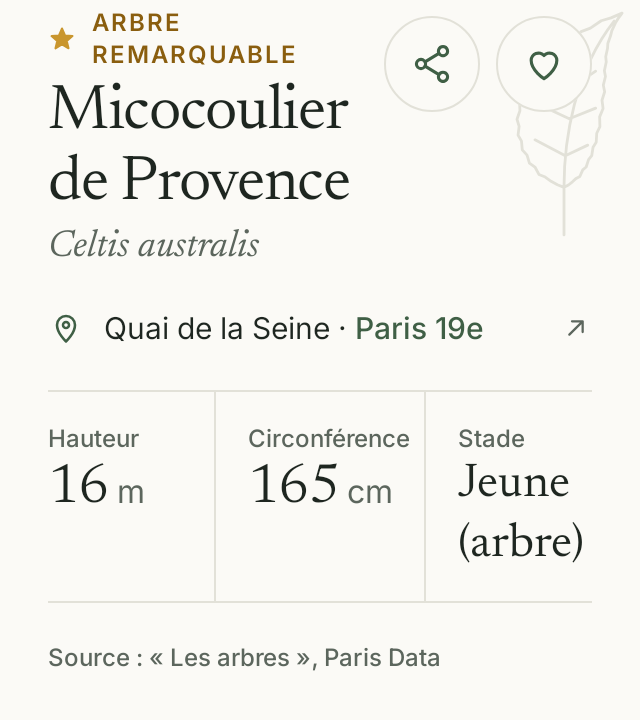 ARBRE
REMARQUABLE
Micocoulier
de Provence
Celtis australis
Quai de la Seine · Paris 19e
Hauteur
16 m
Circonférence
165 cm
Stade
Jeune
(arbre)
Source : « Les arbres », Paris Data